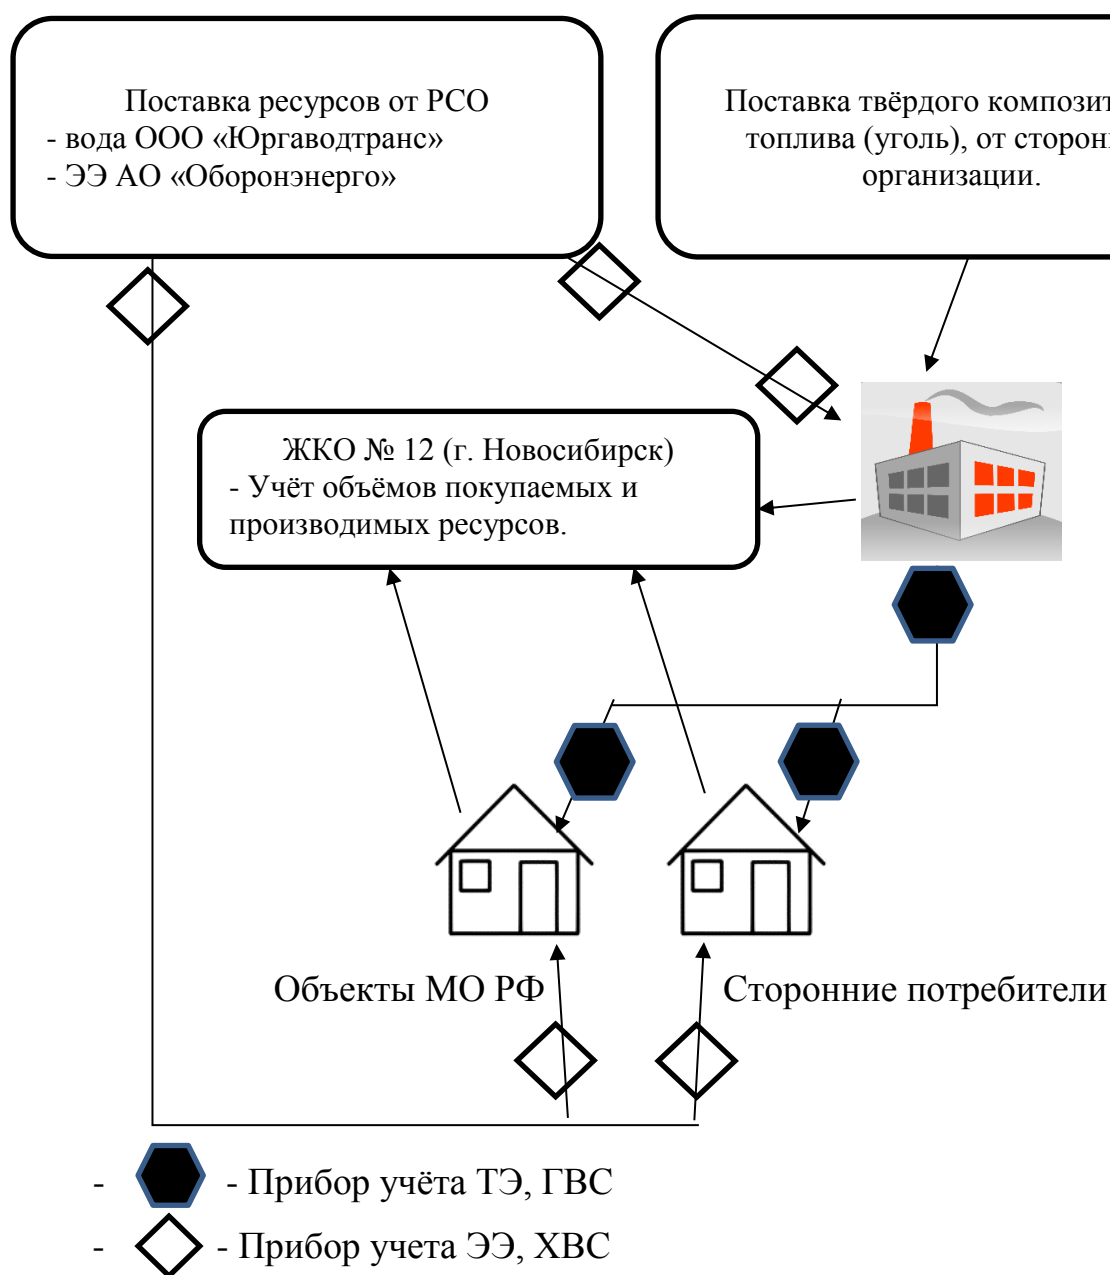 Поставка ресурсов от РСО
- вода ООО «Юргаводтранс»
- ЭЭ АО «Оборонэнерго»
Поставка твёрдого композит
топлива (уголь), от сторон
организации.
ЖКО № 12 (г. Новосибирск)
- Учёт объёмов покупаемых и
производимых ресурсов.
Объекты МО РФ
Сторонние потребители
- - Прибор учёта ТЭ, ГВС
- - Прибор учета ЭЭ, ХВС